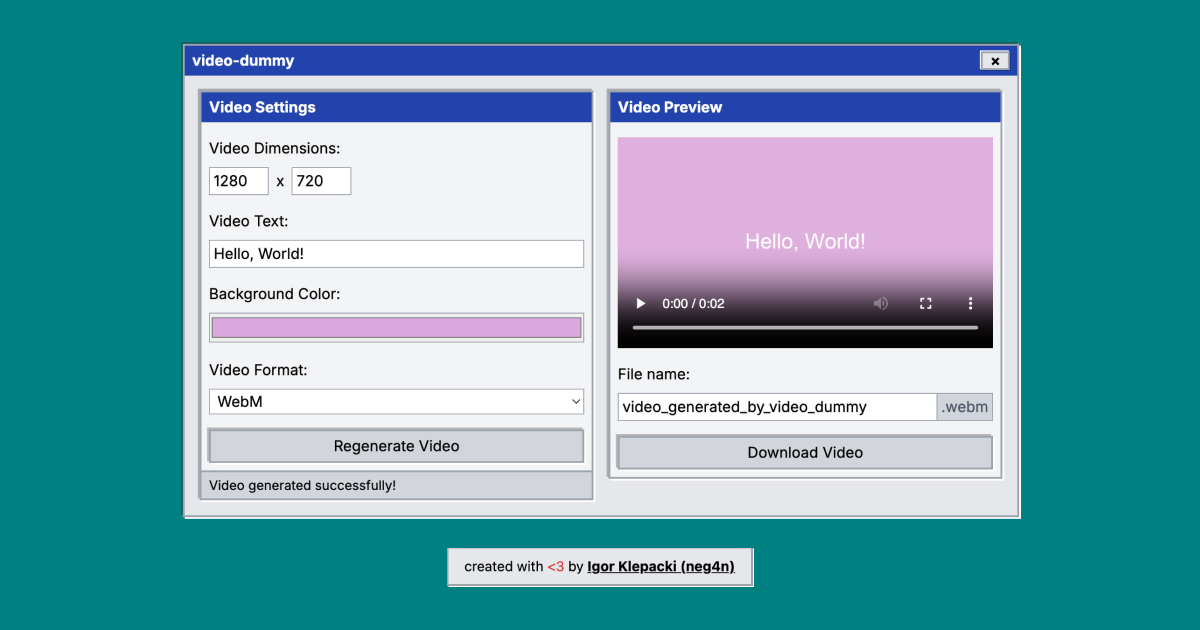 video-dummy
×
Video Settings
Video Dimensions:
1280 x 720
Video Text:
Hello, World!
Background Color:
Video Format:
WebM
Regenerate Video
Video generated successfully!
Video Preview
Hello, World!
0:00 / 0:02
File name:
video_generated_by_video_dummy .webm
Download Video
created with <3 by Igor Klepacki (neg4n)